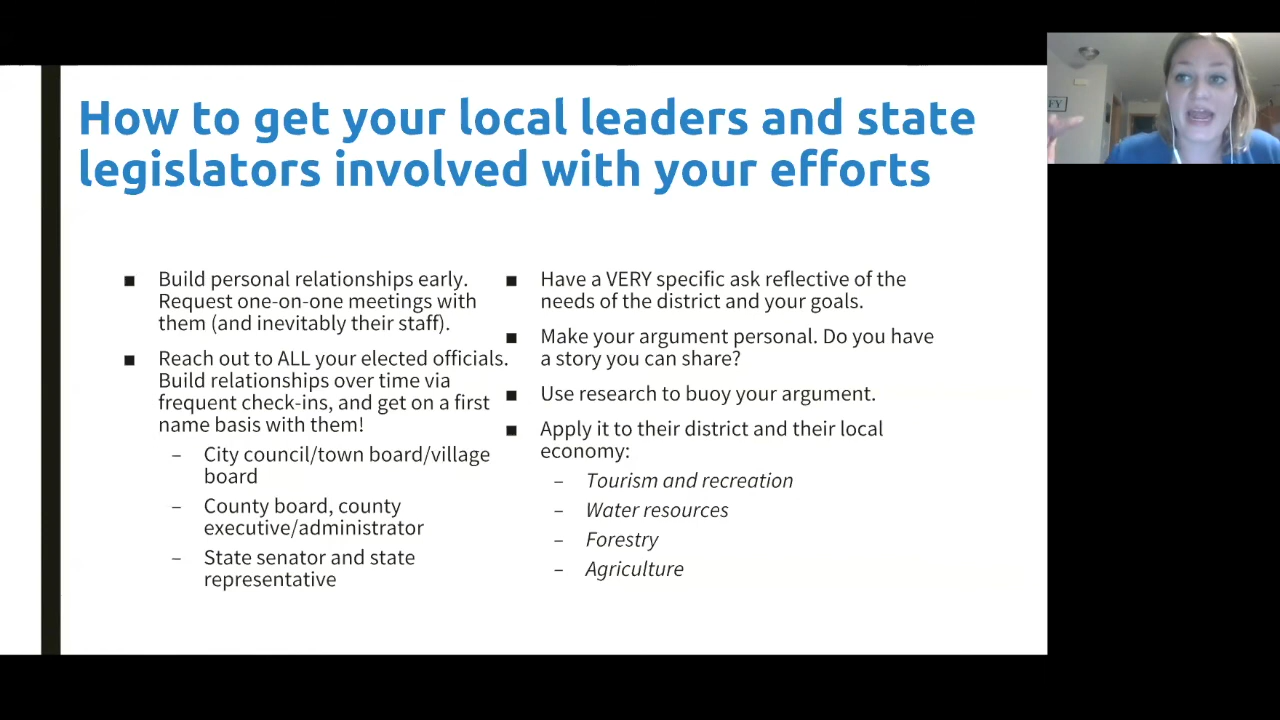 How to get your local leaders and state
legislators involved with your efforts
■ Build personal relationships early.
Request one-on-one meetings with
them (and inevitably their staff).
■ Reach out to ALL your elected officials.
Build relationships over time via
frequent check-ins, and get on a first
name basis with them!
– City council/town board/village
board
– County board, county
executive/administrator
– State senator and state
representative
■ Have a VERY specific ask reflective of the
needs of the district and your goals.
■ Make your argument personal. Do you have
a story you can share?
■ Use research to buoy your argument.
■ Apply it to their district and their local
economy:
– Tourism and recreation
– Water resources
– Forestry
– Agriculture